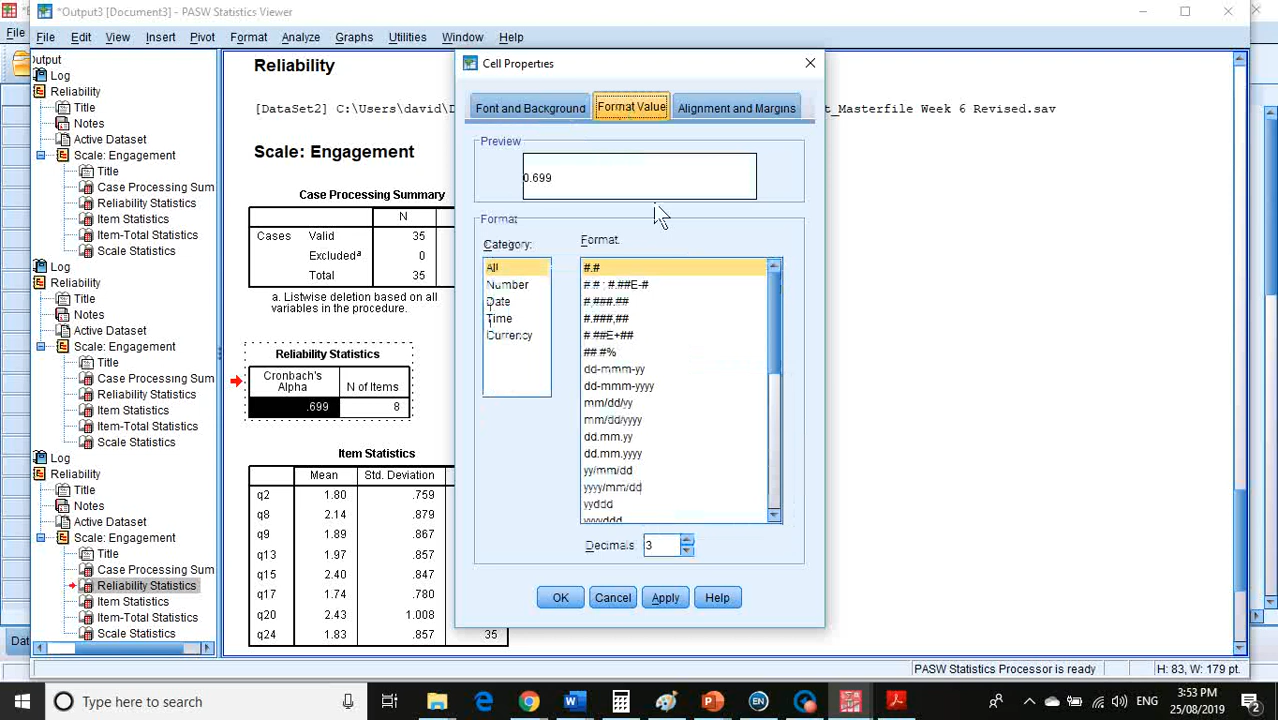 *Output3 [Document3] - PASW Statistics Viewer
File Edit View Insert Pivot Format Analyze Graphs Utilities Window Help
Output
Log
Reliability
Title
Notes
Active Dataset
Scale: Engagement
Title
Case Processing Sum
Reliability Statistics
Item Statistics
Item-Total Statistics
Scale Statistics
Log
Title
Notes
Active Dataset
Scale: Engagement
Title
Case Processing Sum
Reliability Statistics
Item Statistics
Item-Total Statistics
Scale Statistics
Log
Reliability
Title
Notes
Active Dataset
Scale: Engagement
Title
Case Processing Sum
Reliability Statistics
Item Statistics
Item-Total Statistics
Scale Statistics
Reliability
[DataSet2] C:\Users\david\D
t_Masterfile Week 6 Revised.sav
Scale: Engagement
Case Processing Summary
N
Cases Valid 35
Excludedᵃ 0
Total 35
a. Listwise deletion based on all
variables in the procedure.
Reliability Statistics
Cronbach's
Alpha N of Items
.699 8
Item Statistics
Mean Std. Deviation
q2 1.80 .759
q8 2.14 .879
q9 1.89 .867
q13 1.97 .857
q15 2.40 .847
q17 1.74 .780
q20 2.43 1.008
q24 1.83 .857 35
Cell Properties
Font and Background Format Value Alignment and Margins
Preview
0.699
Format
Category:
All
Number
Date
Time
Currency
Format.
#.#
#.# : #.##E-#
#.###.##
#.###,##
#.##E+##
##.#%
dd-mmm-yy
dd-mmm-yyyy
mm/dd/yy
mm/dd/yyyy
dd.mm.yy
dd.mm.yyyy
yy/mm/dd
yyyy/mm/dd
yyddd
yyyyddd
Decimals 3
OK Cancel Apply Help
File
Dat
PASW Statistics Processor is ready H: 83, W: 179 pt.
Type here to search
EN
ENG
3:53 PM
25/08/2019
2